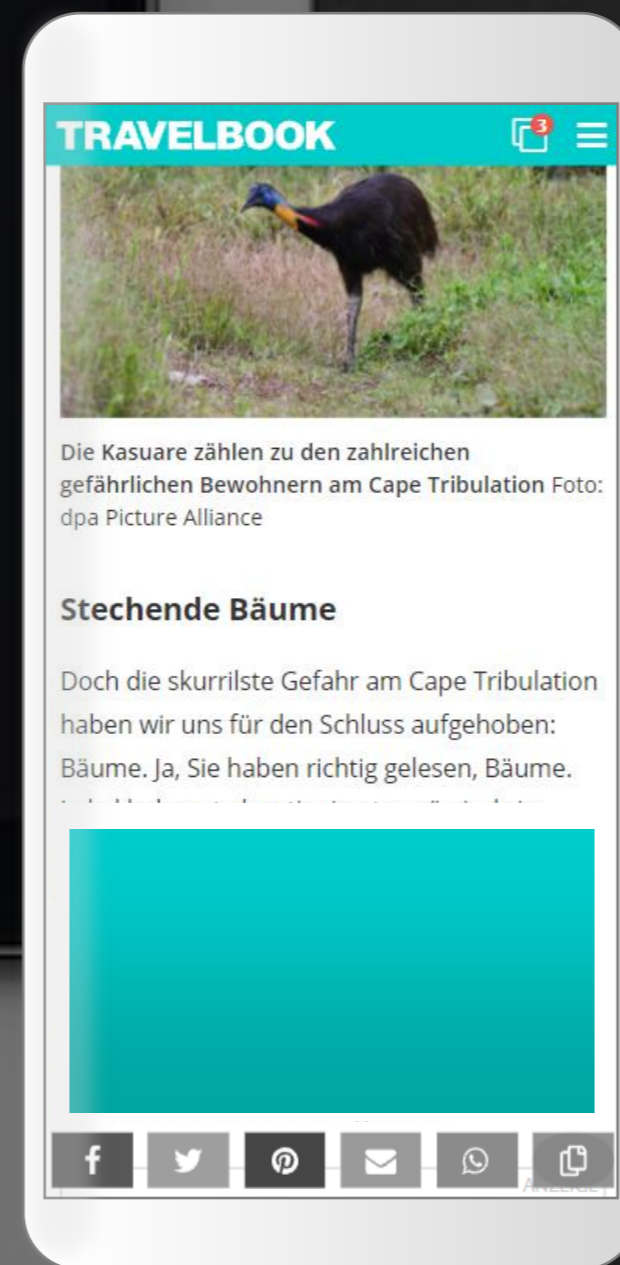 TRAVELBOOK
3
Die Kasuare zählen zu den zahlreichen
gefährlichen Bewohnern am Cape Tribulation Foto:
dpa Picture Alliance
Stechende Bäume
Doch die skurrilste Gefahr am Cape Tribulation
haben wir uns für den Schluss aufgehoben:
Bäume. Ja, Sie haben richtig gelesen, Bäume.
ANZEIGE